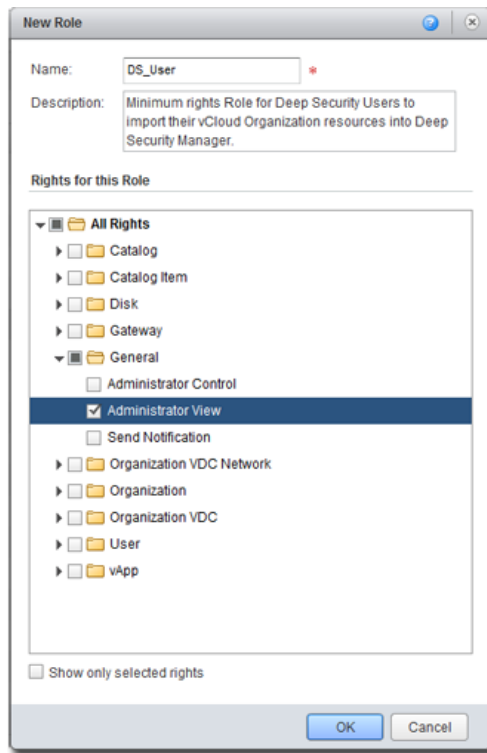 New Role
Name:
DS_User
*
Description:
Minimum rights Role for Deep Security Users to
import their vCloud Organization resources into Deep
Security Manager.
Rights for this Role
All Rights
Catalog
Catalog Item
Disk
Gateway
General
Administrator Control
Administrator View
Send Notification
Organization VDC Network
Organization
Organization VDC
User
vApp
Show only selected rights
OK
Cancel